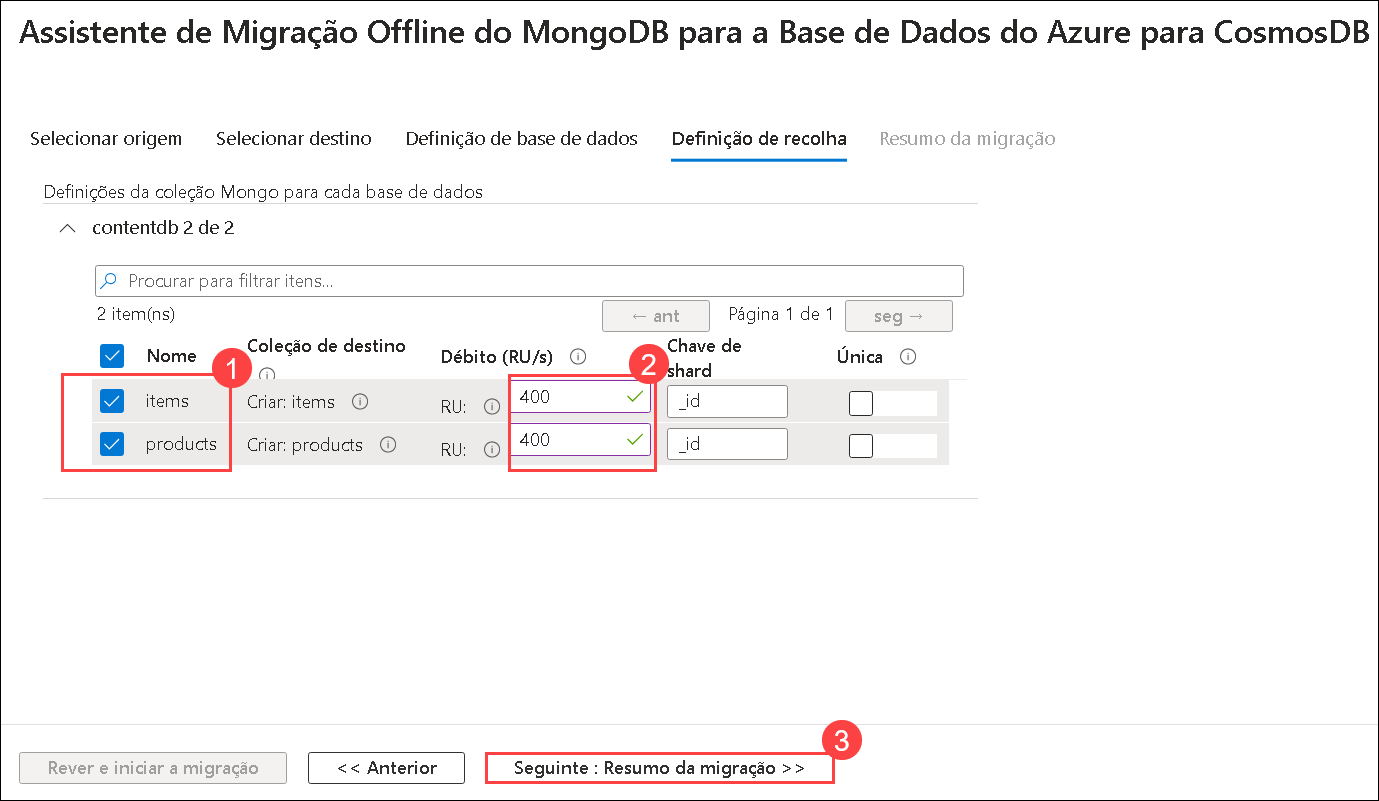 Assistente de Migração Offline do MongoDB para a Base de Dados do Azure para CosmosDB
Selecionar origem Selecionar destino Definição de base de dados Definição de recolha Resumo da migração
Definições da coleção Mongo para cada base de dados
contentdb 2 de 2
Procurar para filtrar itens...
2 item(ns) ← ant Página 1 de 1 seg →
Nome Coleção de destino Débito (RU/s) Chave de shard Única
1 2
items Criar: items RU: 400 _id
products Criar: products RU: 400 _id
3
Rever e iniciar a migração << Anterior Seguinte : Resumo da migração >>